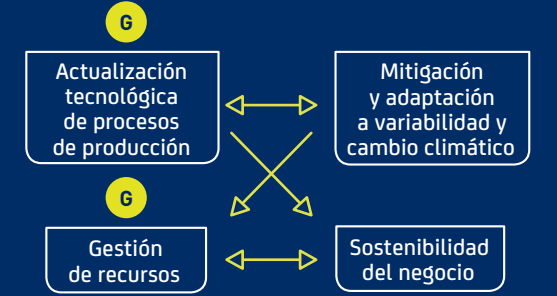 G
Actualización
tecnológica
de procesos
de producción
Mitigación
y adaptación
a variabilidad y
cambio climático
G
Gestión
de recursos
Sostenibilidad
del negocio